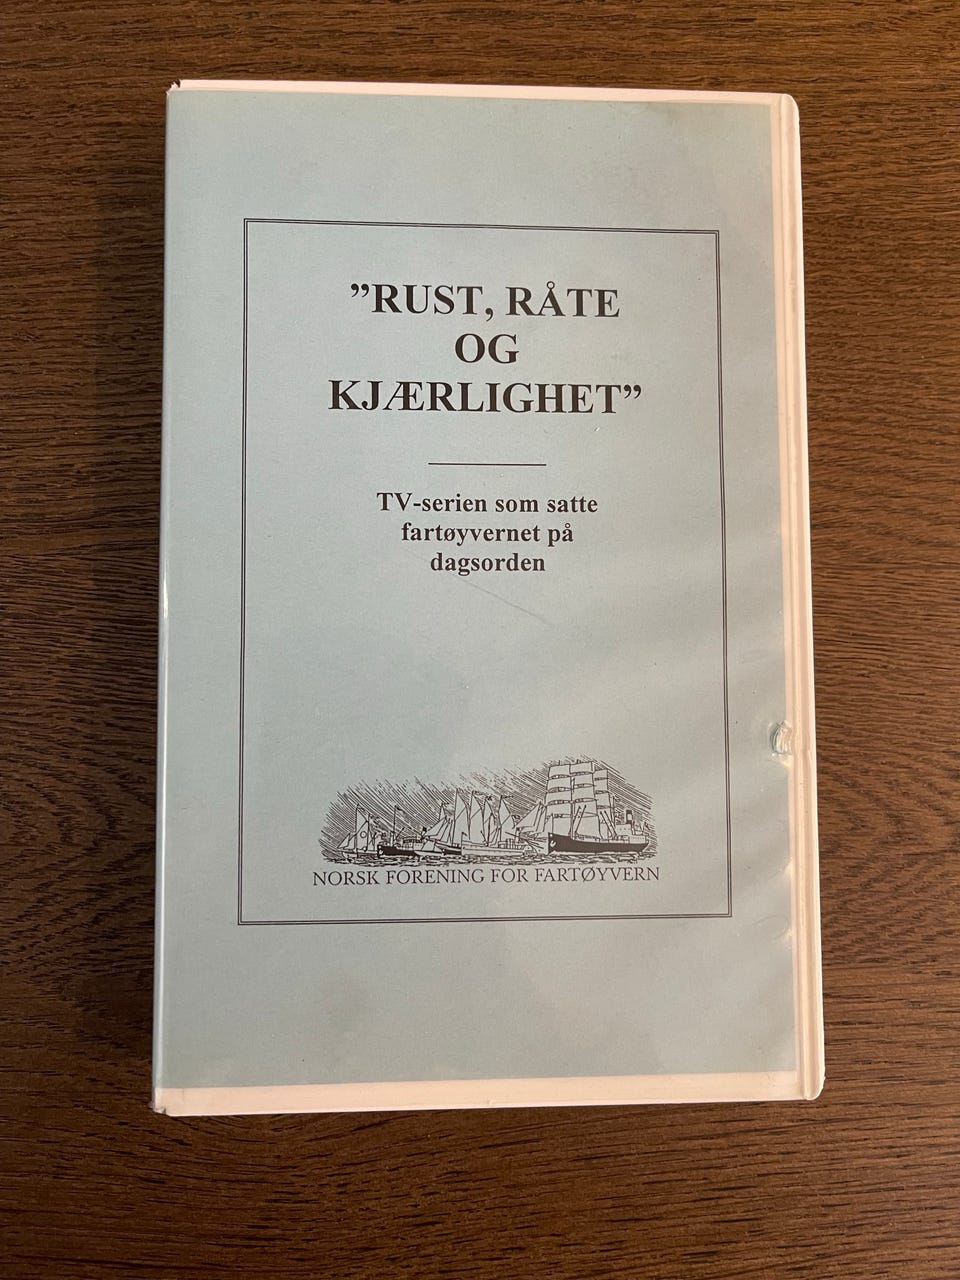 ”RUST, RÅTE
OG
KJÆRLIGHET”
TV-serien som satte
fartøyvernet på
dagsorden
NORSK FORENING FOR FARTØYVERN